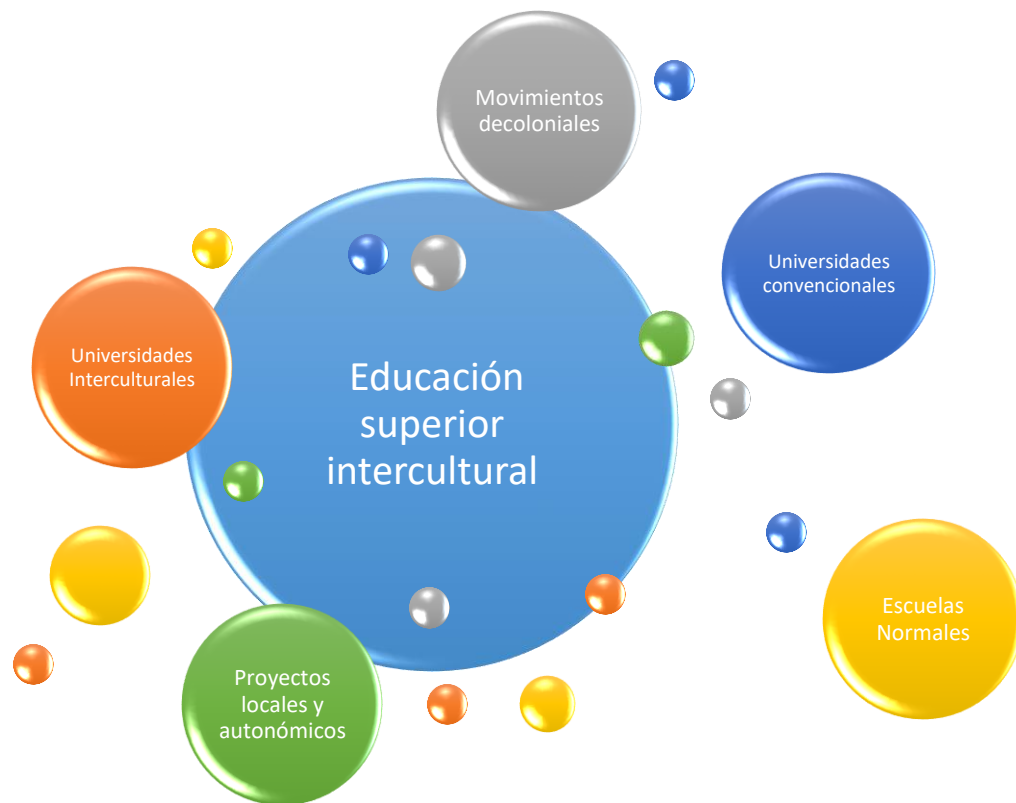 Movimientos
decoloniales
Universidades
convencionales
Universidades
Interculturales
Educación
superior
intercultural
Escuelas
Normales
Proyectos
locales y
autonómicos